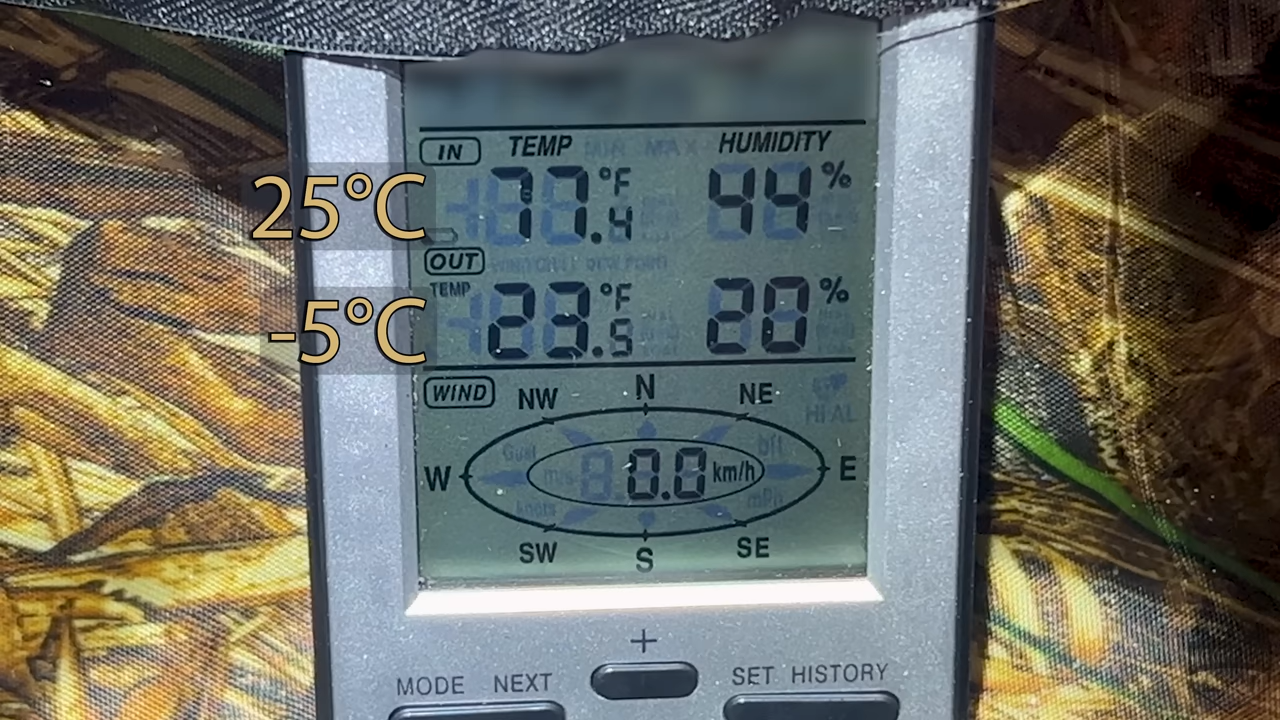 IN TEMP HUMIDITY
25°C 77.4 °F 44 %
OUT
TEMP
-5°C 23.5 °F 20 %
WIND NW N NE
W 0.0 km/h E
SW S SE
+
MODE NEXT SET HISTORY